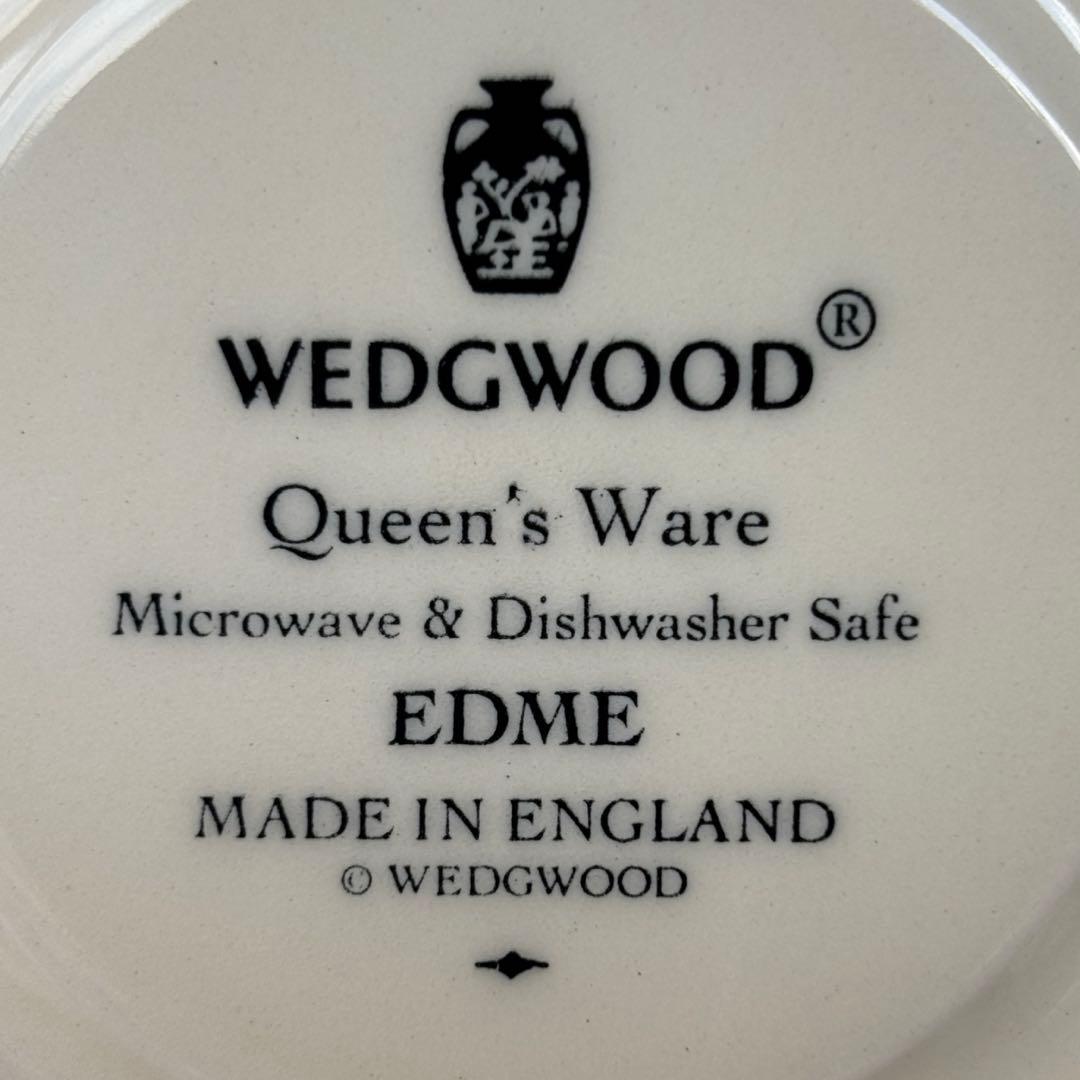 WEDGWOOD®
Queen's Ware
Microwave & Dishwasher Safe
EDME
MADE IN ENGLAND
© WEDGWOOD